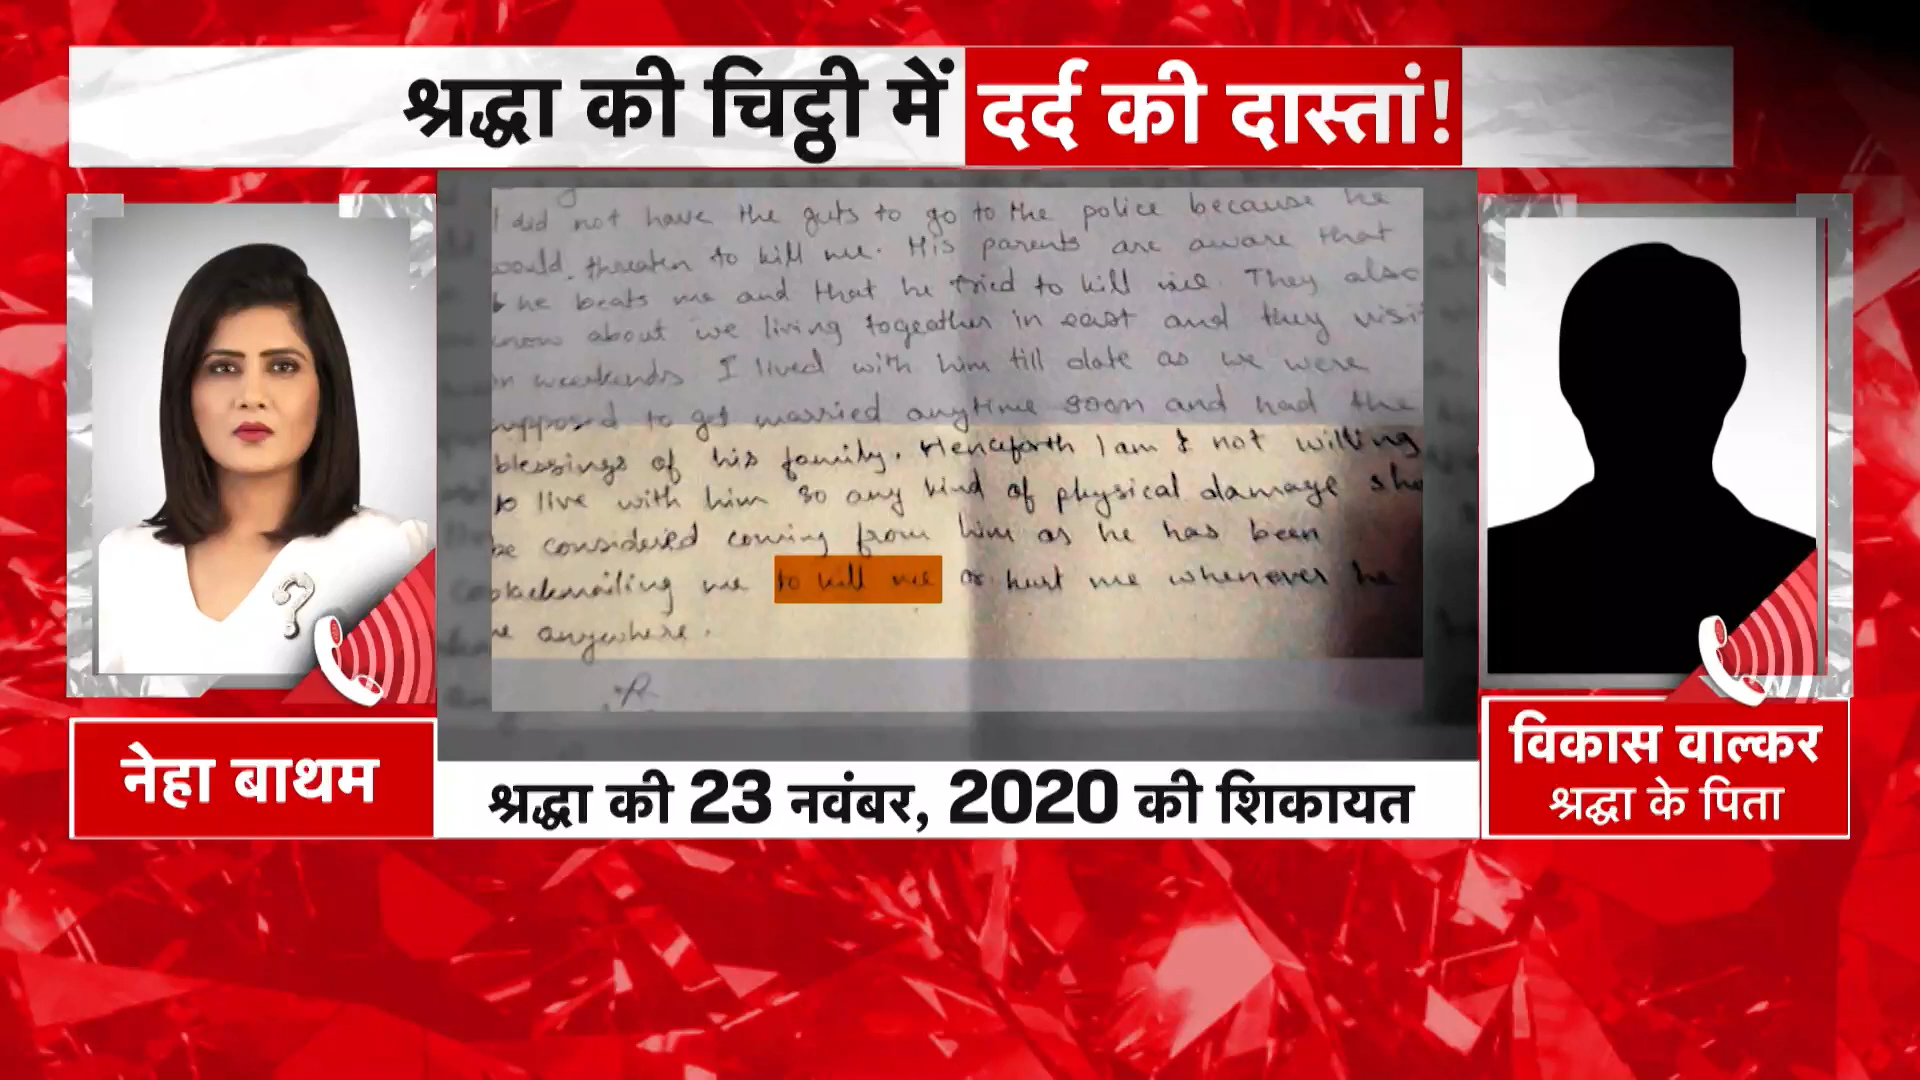 श्रद्धा की चिट्ठी में दर्द की दास्तां!
I did not have the guts to go to the police because he
would threaten to kill me. His parents are aware that
he beats me and that he tried to kill me. They also
know about we living togeather in east and they visit
on weekends I lived with him till date as we were
supposed to get married anytime soon and had the
blessings of his family. Henceforth I am not willing
to live with him so any kind of physical damage sho
be considered coming from him as he has been
blackmailing me to kill me or hurt me whenever he
me anywhere.
नेहा बाथम
श्रद्धा की 23 नवंबर, 2020 की शिकायत
विकास वाल्कर
श्रद्धा के पिता